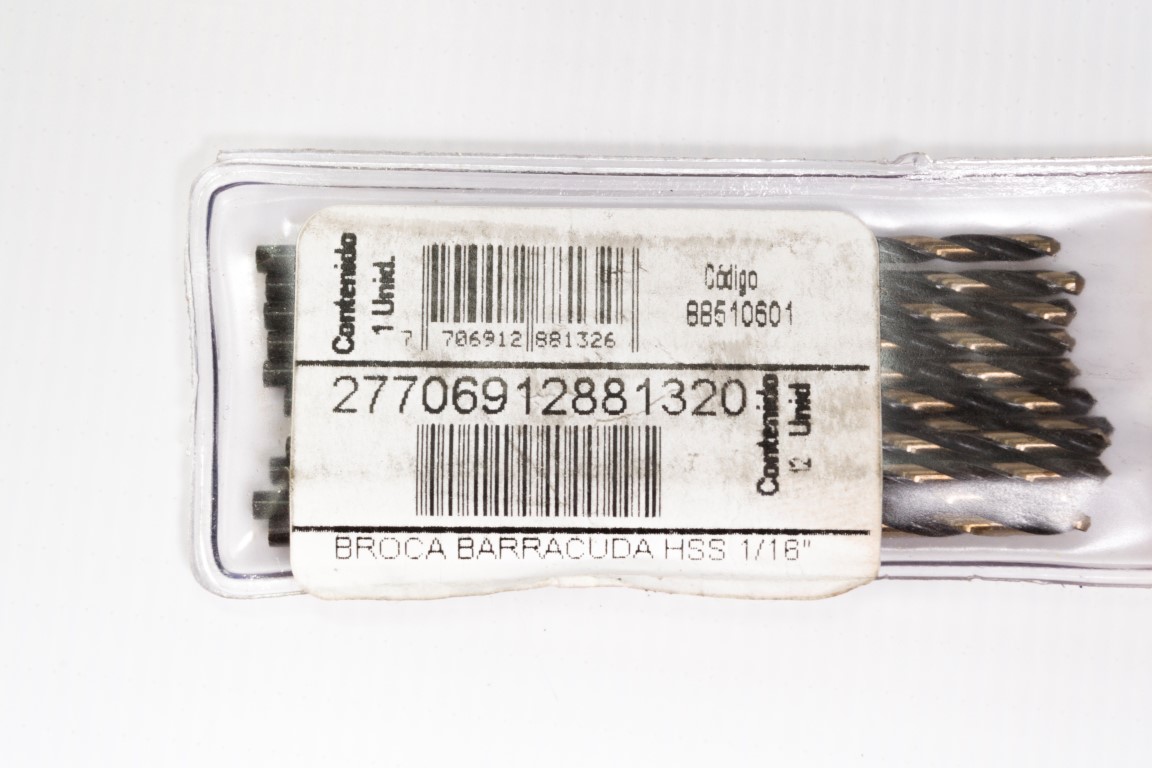 Contenido
1 Unid.
7 706912 881326
Código
88510601
27706912881320
Contenido
12 Unid
BROCA BARRACUDA HSS 1/16"